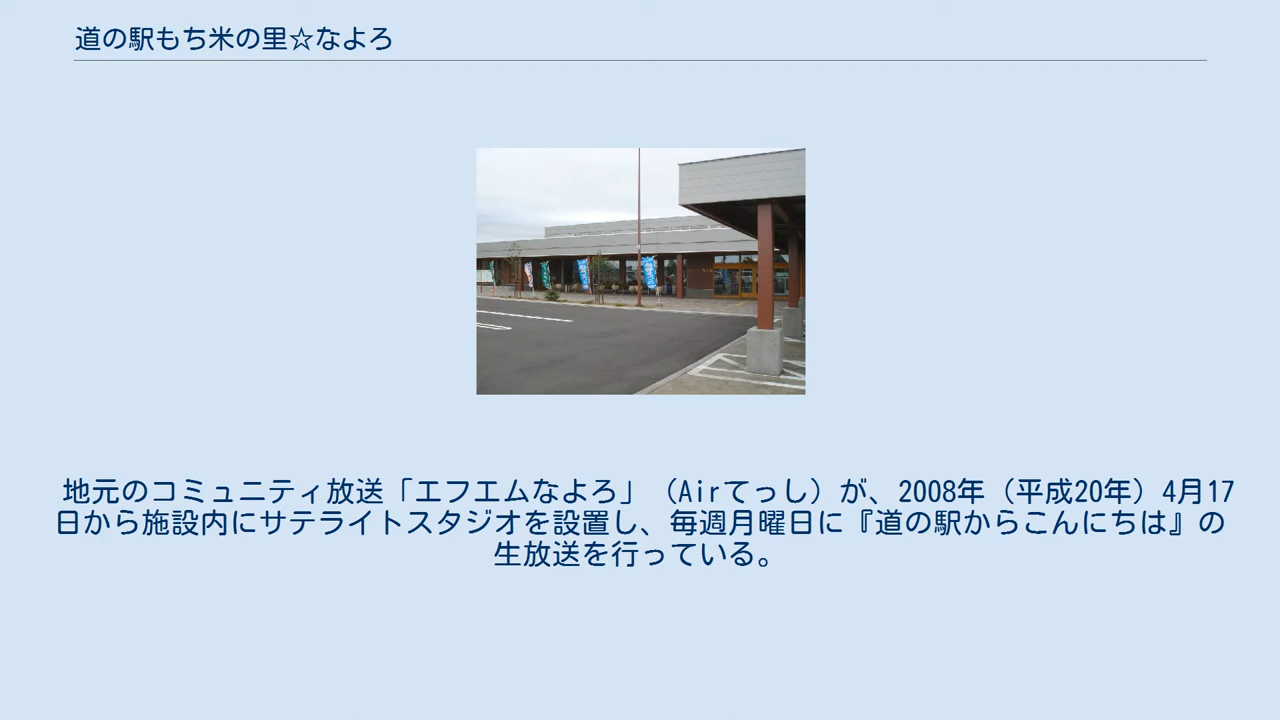 道の駅もち米の里☆なよろ
地元のコミュニティ放送「エフエムなよろ」（Airてっし）が、2008年（平成20年）4月17
日から施設内にサテライトスタジオを設置し、毎週月曜日に『道の駅からこんにちは』の
生放送を行っている。